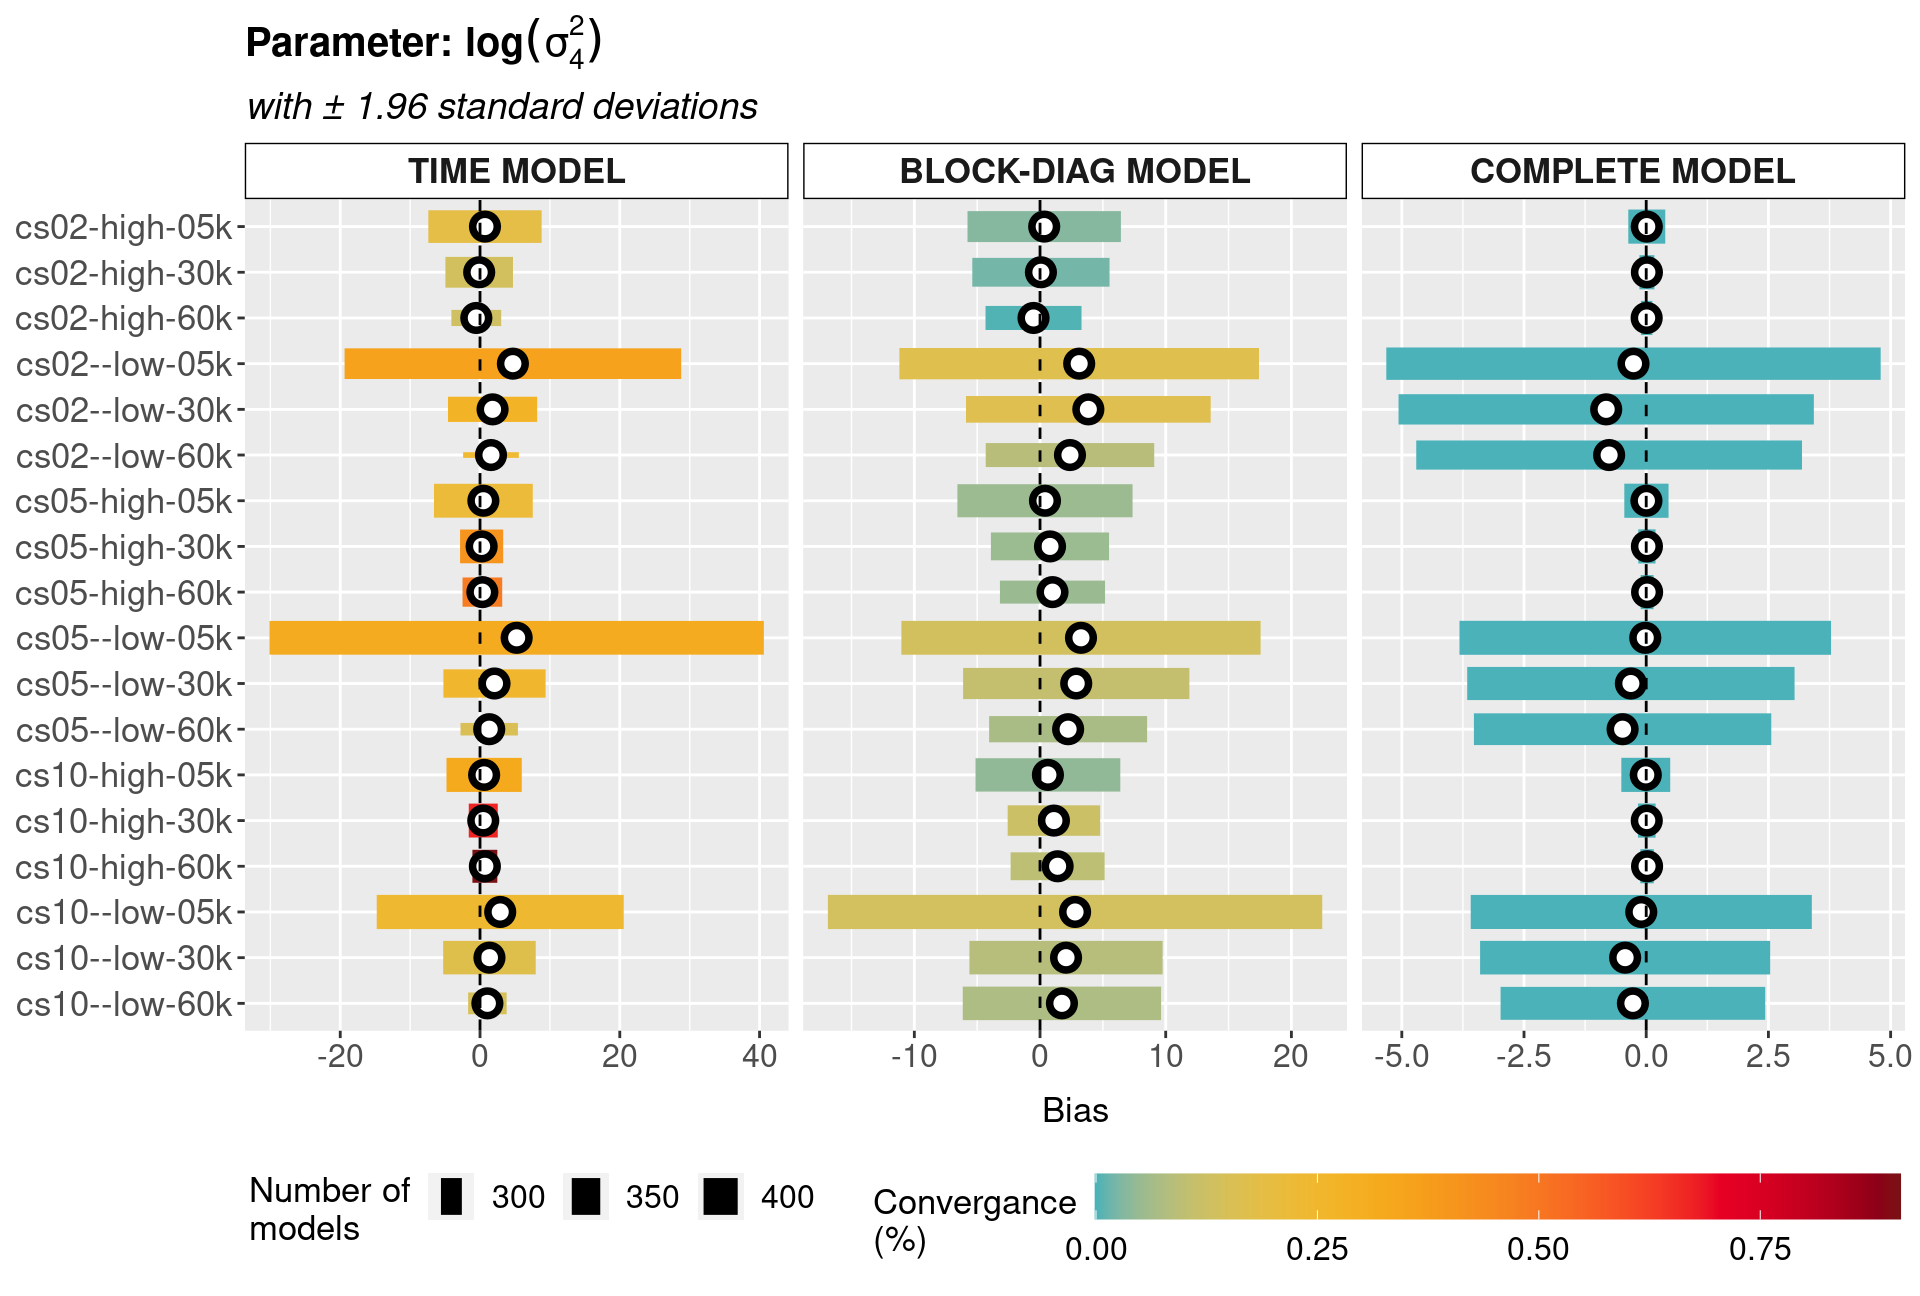 Parameter: log(σ₄²)
with ± 1.96 standard deviations
TIME MODEL BLOCK-DIAG MODEL COMPLETE MODEL
cs02-high-05k
cs02-high-30k
cs02-high-60k
cs02--low-05k
cs02--low-30k
cs02--low-60k
cs05-high-05k
cs05-high-30k
cs05-high-60k
cs05--low-05k
cs05--low-30k
cs05--low-60k
cs10-high-05k
cs10-high-30k
cs10-high-60k
cs10--low-05k
cs10--low-30k
cs10--low-60k
-20 0 20 40 -10 0 10 20 -5.0 -2.5 0.0 2.5 5.0
Bias
Number of
models
300 350 400
Convergance
(%)
0.00 0.25 0.50 0.75